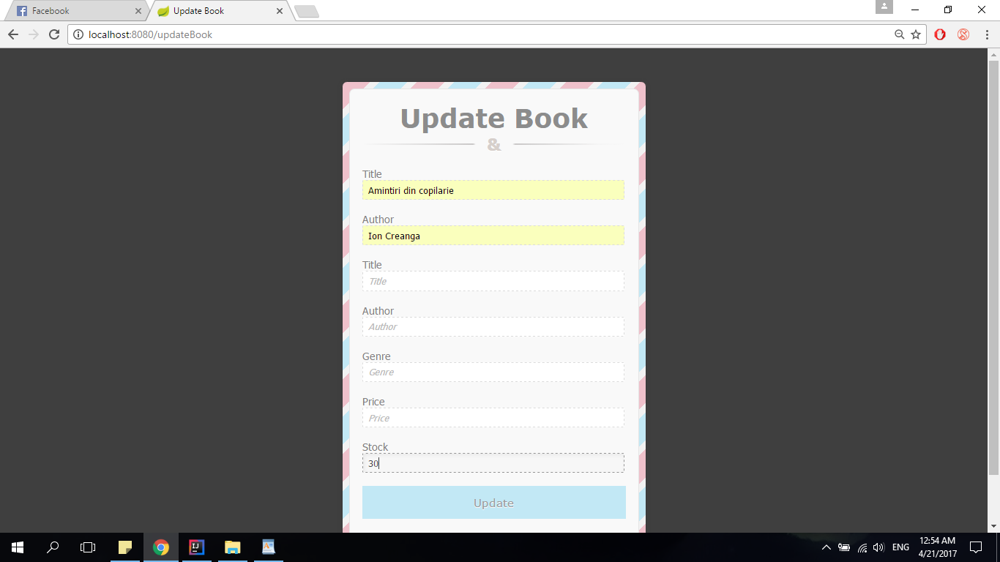 Facebook
Update Book
localhost:8080/updateBook
Update Book
&
Title
Amintiri din copilarie
Author
Ion Creanga
Title
Title
Author
Author
Genre
Genre
Price
Price
Stock
30
Update
ENG
12:54 AM
4/21/2017